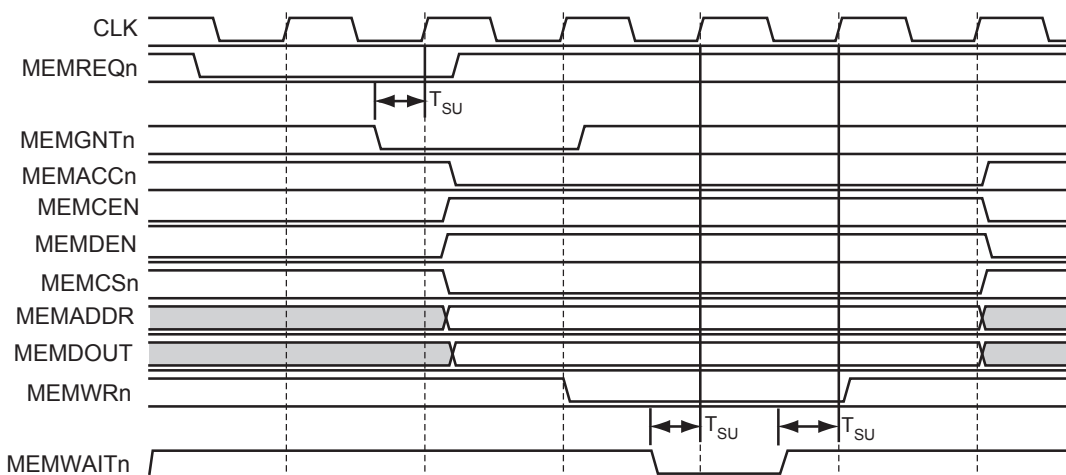 CLK
MEMREQn
TSU
MEMGNTn
MEMACCn
MEMCEN
MEMDEN
MEMCSn
MEMADDR
MEMDOUT
MEMWRn
TSU TSU
MEMWAITn